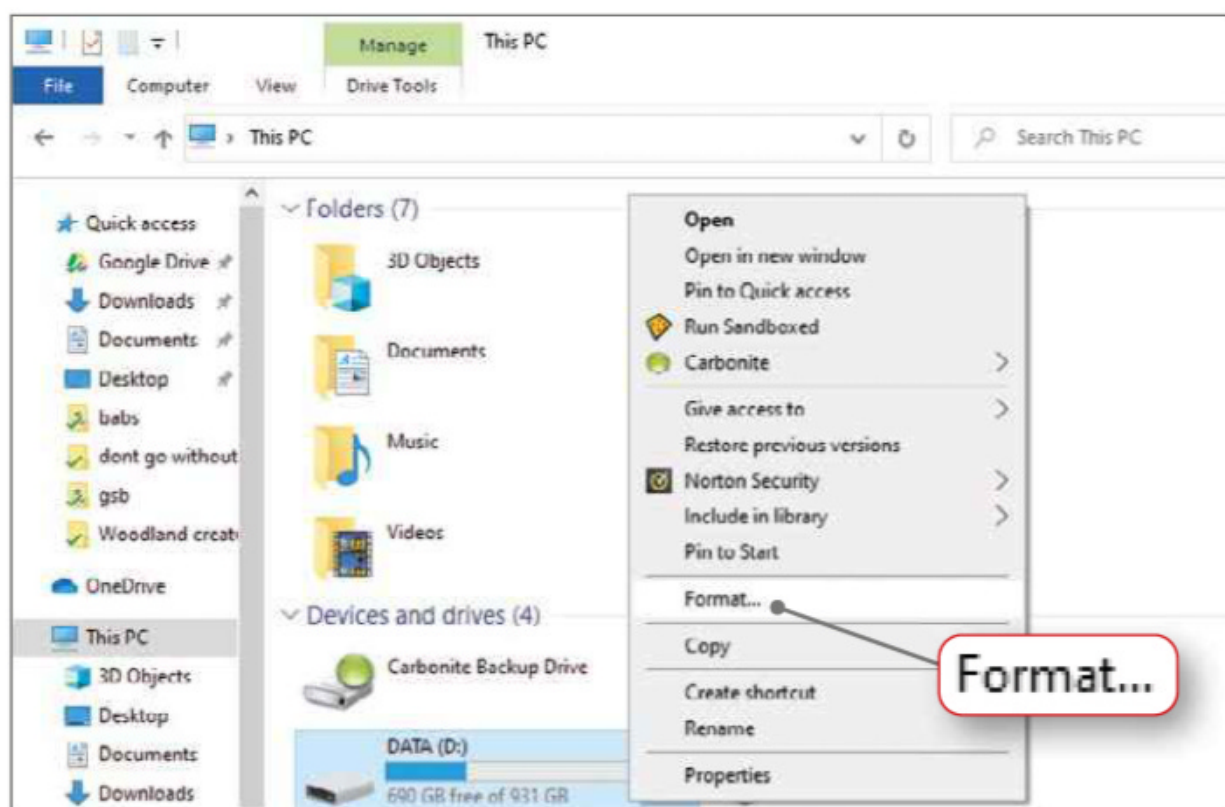 Manage
This PC
File
Computer
View
Drive Tools
This PC
Search This PC
Quick access
Google Drive
Downloads
Documents
Desktop
babs
dont go without
gsb
Woodland creat
OneDrive
This PC
3D Objects
Desktop
Documents
Downloads
Folders (7)
3D Objects
Documents
Music
Videos
Devices and drives (4)
Carbonite Backup Drive
DATA (D:)
690 GB free of 931 GB
Open
Open in new window
Pin to Quick access
Run Sandboxed
Carbonite
Give access to
Restore previous versions
Norton Security
Include in library
Pin to Start
Format...
Copy
Create shortcut
Rename
Properties
Format...